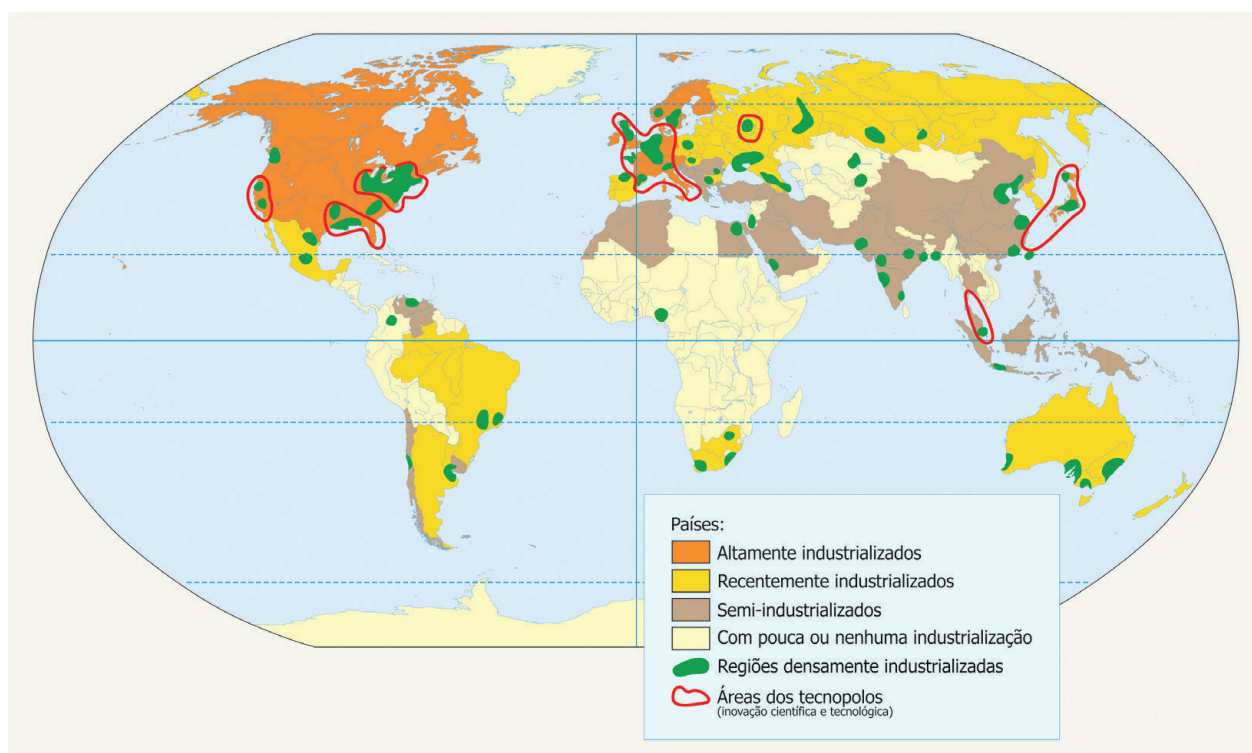 Países:
Altamente industrializados
Recentemente industrializados
Semi-industrializados
Com pouca ou nenhuma industrialização
Regiões densamente industrializadas
Áreas dos tecnopolos
(inovação científica e tecnológica)